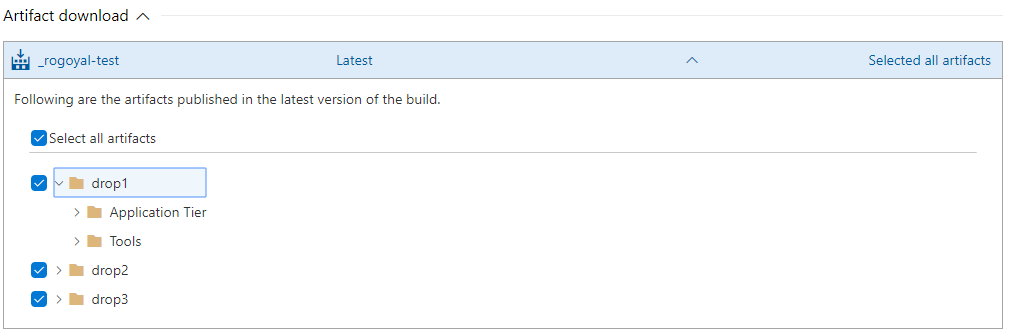 Artifact download
_rogoyal-test Latest Selected all artifacts
Following are the artifacts published in the latest version of the build.
Select all artifacts
drop1
Application Tier
Tools
drop2
drop3